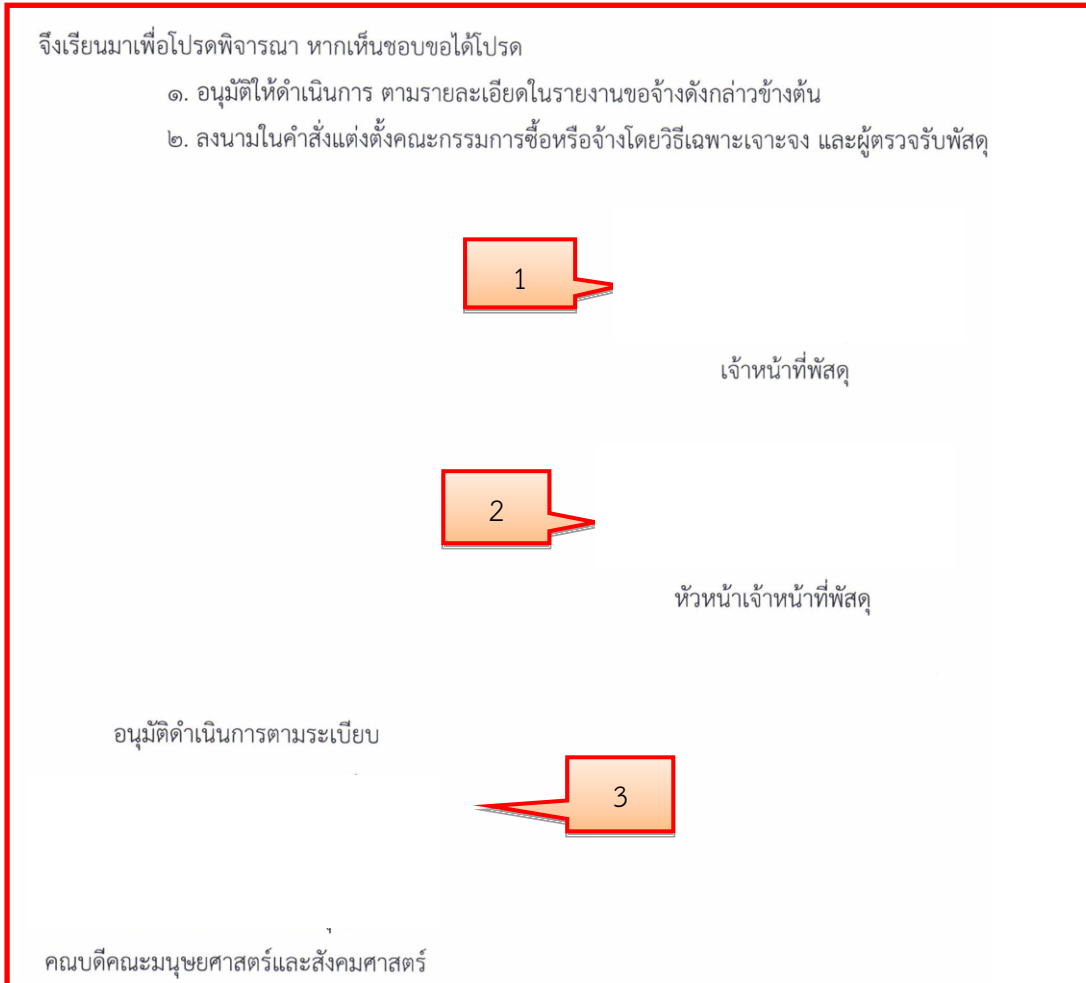 จึงเรียนมาเพื่อโปรดพิจารณา หากเห็นชอบขอได้โปรด
๑. อนุมัติให้ดำเนินการ ตามรายละเอียดในรายงานขอจ้างดังกล่าวข้างต้น
๒. ลงนามในคำสั่งแต่งตั้งคณะกรรมการซื้อหรือจ้างโดยวิธีเฉพาะเจาะจง และผู้ตรวจรับพัสดุ
1
เจ้าหน้าที่พัสดุ
2
หัวหน้าเจ้าหน้าที่พัสดุ
อนุมัติดำเนินการตามระเบียบ
3
คณบดีคณะมนุษยศาสตร์และสังคมศาสตร์